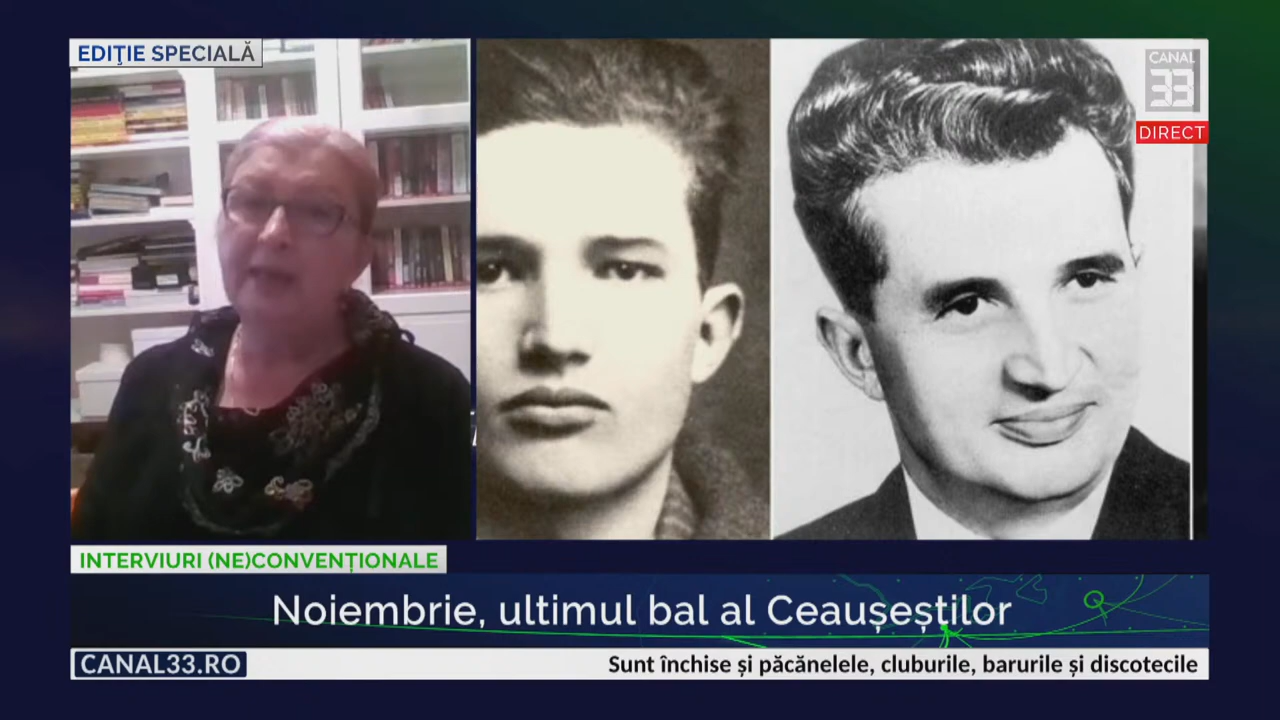 EDIŢIE SPECIALĂ
CANAL
33
DIRECT
INTERVIURI (NE)CONVENȚIONALE
Noiembrie, ultimul bal al Ceaușeștilor
CANAL33.RO
Sunt închise și păcănelele, cluburile, barurile și discotecile